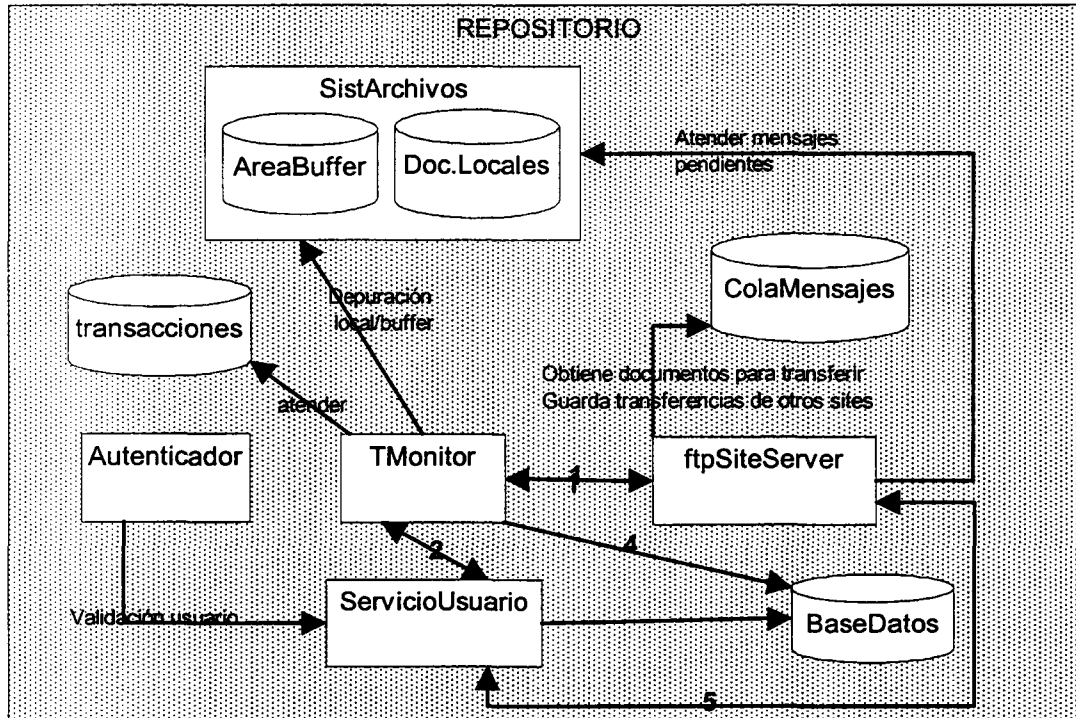 REPOSITORIO
SistArchivos
AreaBuffer
Doc.Locales
Atender mensajes
pendientes
ColaMensajes
Depuración
local/buffer
transacciones
Obtiene documentos para transferir
Guarda transferencias de otros sites
atender
Autenticador
TMonitor
1
ftpSiteServer
2
4
ServicioUsuario
BaseDatos
Validación usuario
5